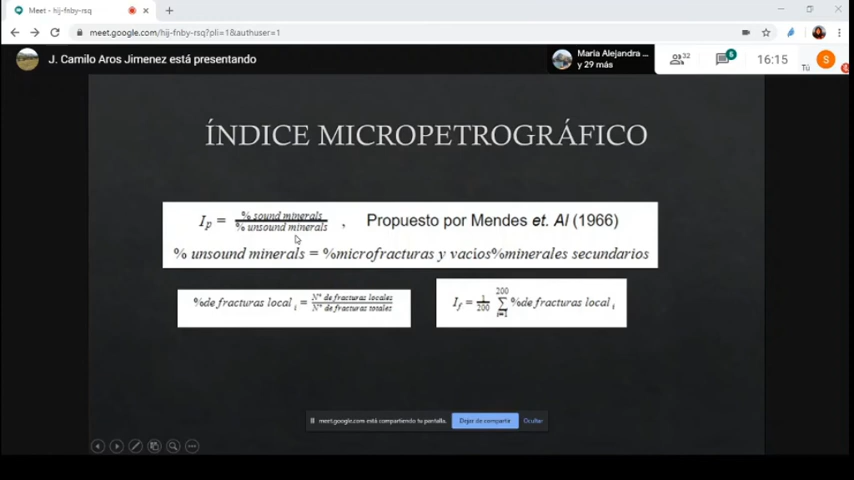 Meet - hij-fnby-rsq
meet.google.com/hij-fnby-rsq?pli=1&authuser=1
J. Camilo Aros Jimenez está presentando
Maria Alejandra ...
y 29 más
32
6
16:15
Tú
S
ÍNDICE MICROPETROGRÁFICO
Ip = % sound minerals / % unsound minerals , Propuesto por Mendes et. Al (1966)
% unsound minerals = %microfracturas y vacíos%minerales secundarios
%de fracturas local i = N° de fracturas locales / N° de fracturas totales
If = 1/200 200 ∑ i=1 %de fracturas local i
meet.google.com está compartiendo tu pantalla.
Dejar de compartir
Ocultar